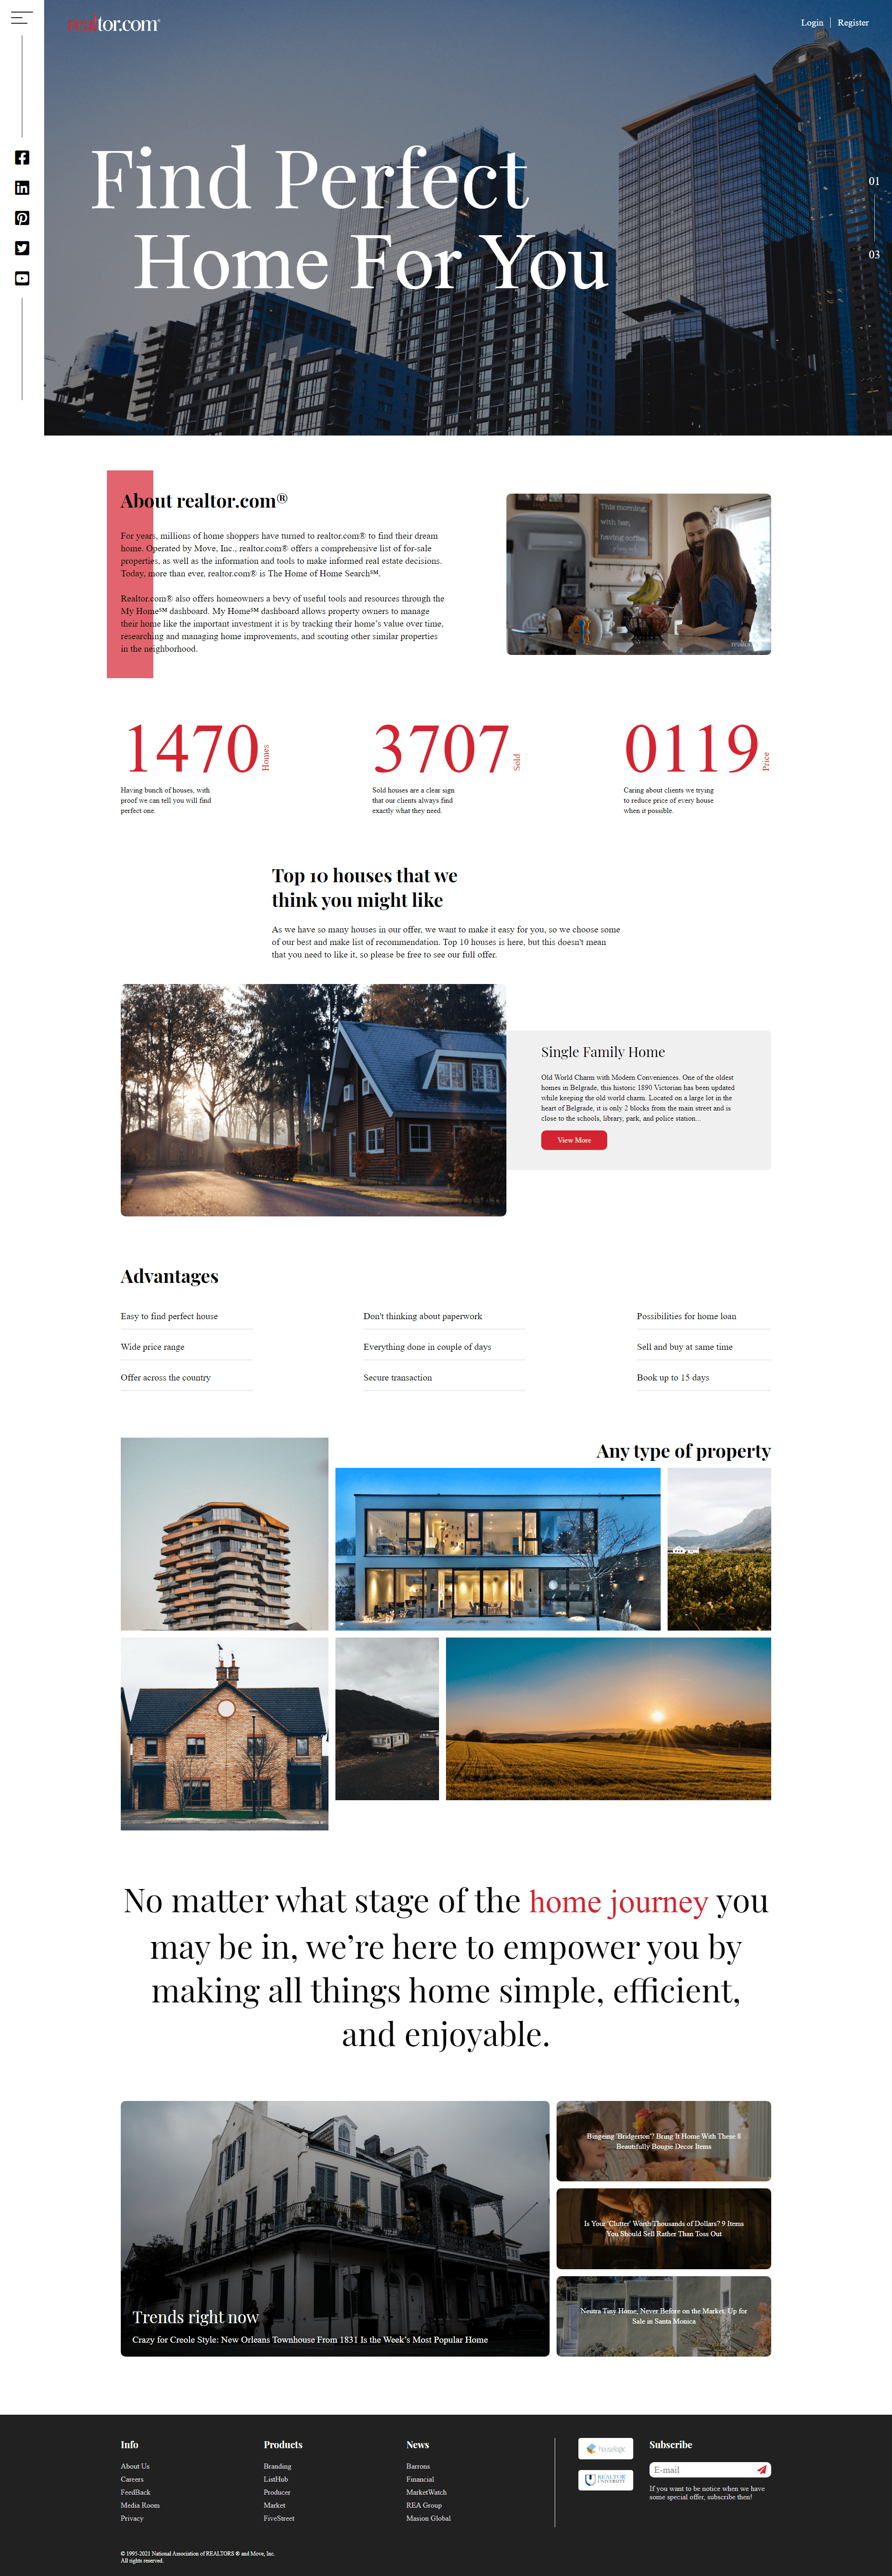 realtor.com®
Login
Register
Find Perfect
Home For You
01
03
About realtor.com®
For years, millions of home shoppers have turned to realtor.com® to find their dream
home. Operated by Move, Inc., realtor.com® offers a comprehensive list of for-sale
properties, as well as the information and tools to make informed real estate decisions.
Today, more than ever, realtor.com® is The Home of Home Search℠.
Realtor.com® also offers homeowners a bevy of useful tools and resources through the
My Home℠ dashboard. My Home℠ dashboard allows property owners to manage
their home like the important investment it is by tracking their home's value over time,
researching and managing home improvements, and scouting other similar properties
in the neighborhood.
This morning,
with her,
having coffee.
1470 Homes
Having bunch of houses, with
proof we can tell you will find
perfect one.
3707 Sold
Sold houses are a clear sign
that our clients always find
exactly what they need.
0119 Price
Caring about clients we trying
to reduce price of every house
when it possible.
Top 10 houses that we
think you might like
As we have so many houses in our offer, we want to make it easy for you, so we choose some
of our best and make list of recommendation. Top 10 houses is here, but this doesn't mean
that you need to like it, so please be free to see our full offer.
Single Family Home
Old World Charm with Modern Conveniences. One of the oldest
homes in Belgrade, this historic 1890 Victorian has been updated
while keeping the old world charm. Located on a large lot in the
heart of Belgrade, it is only 2 blocks from the main street and is
close to the schools, library, park, and police station...
View More
Advantages
Easy to find perfect house
Wide price range
Offer across the country
Don't thinking about paperwork
Everything done in couple of days
Secure transaction
Possibilities for home loan
Sell and buy at same time
Book up to 15 days
Any type of property
No matter what stage of the home journey you
may be in, we're here to empower you by
making all things home simple, efficient,
and enjoyable.
Trends right now
Crazy for Creole Style: New Orleans Townhouse From 1831 Is the Week's Most Popular Home
Bingeing 'Bridgerton'? Bring It Home With These 8
Beautifully Bougie Decor Items
Is Your 'Clutter' Worth Thousands of Dollars? 9 Items
You Should Sell Rather Than Toss Out
Neutra Tiny Home, Never Before on the Market, Up for
Sale in Santa Monica
Info
About Us
Careers
FeedBack
Media Room
Privacy
Products
Branding
ListHub
Producer
Market
FiveStreet
News
Barrons
Financial
MarketWatch
REA Group
Masion Global
houselogic
REALTOR
UNIVERSITY
Subscribe
E-mail
If you want to be notice when we have
some special offer, subscribe then!
© 1995-2021 National Association of REALTORS ® and Move, Inc.
All rights reserved.